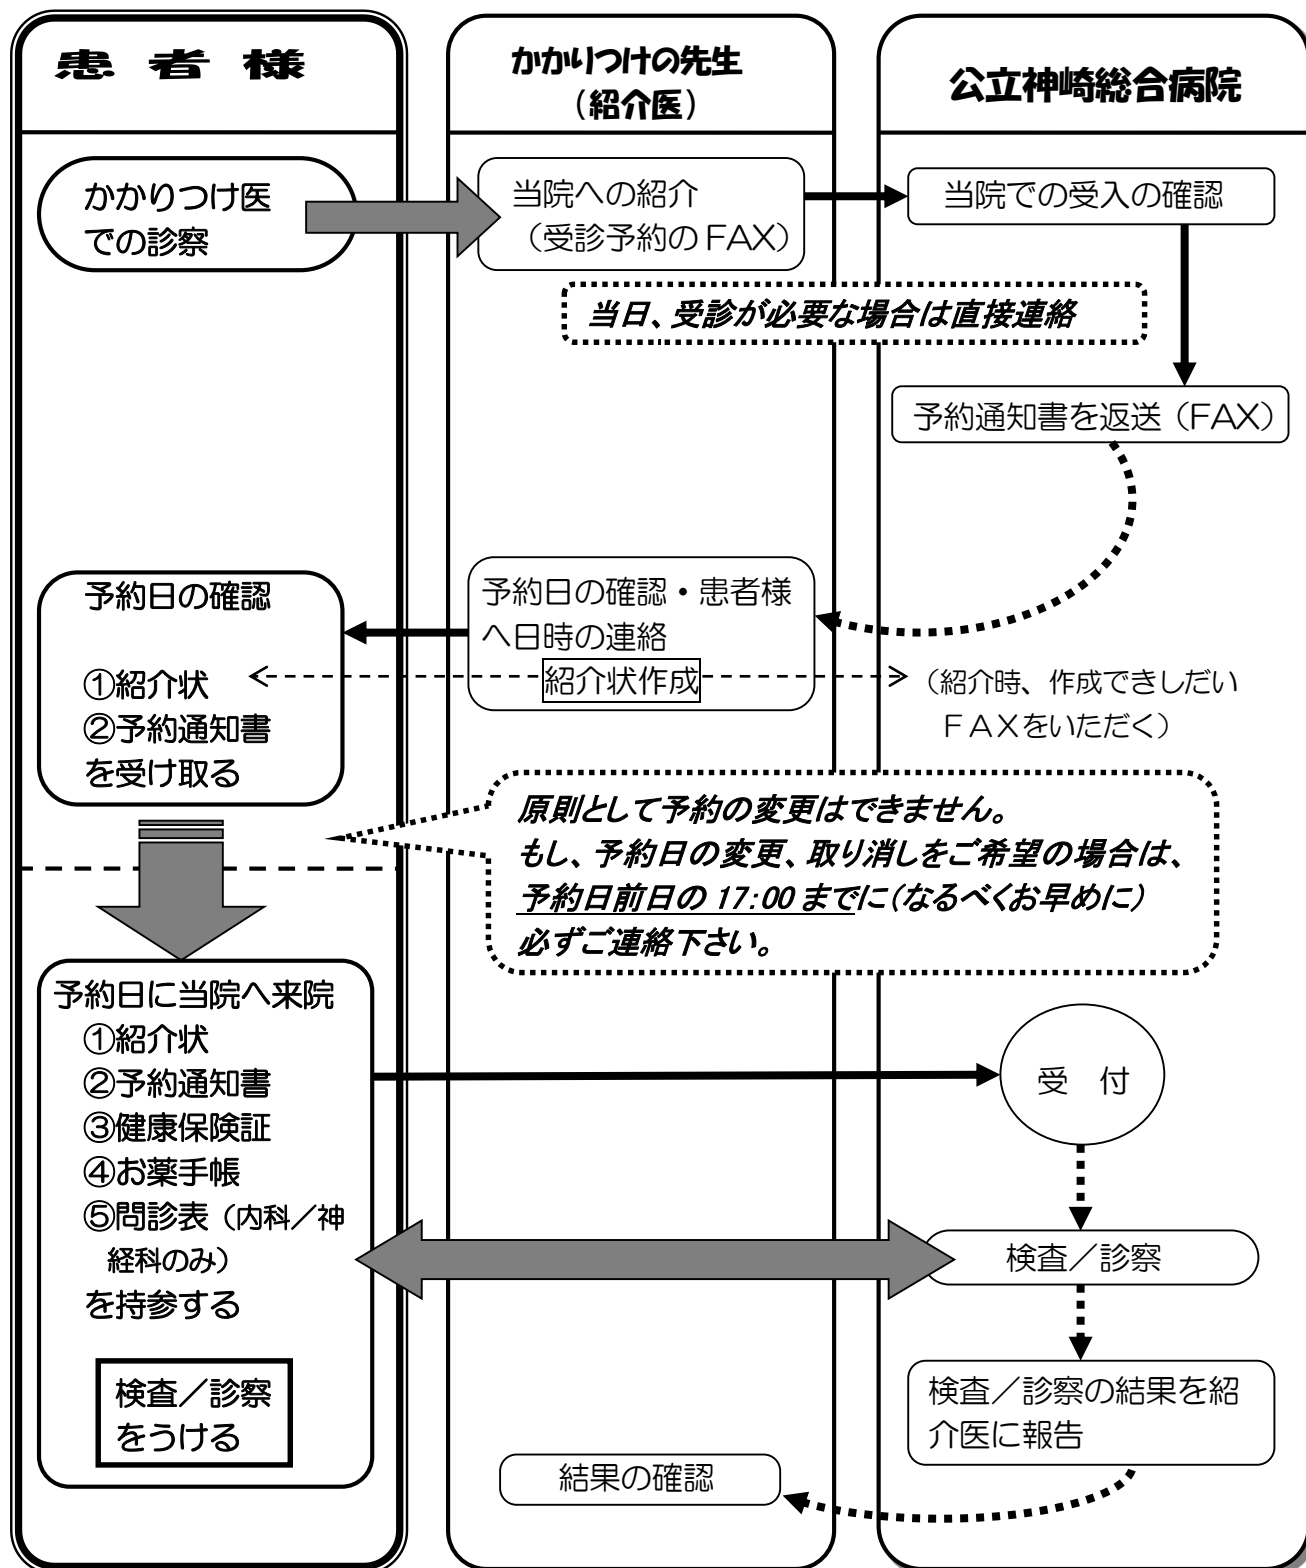 患 者 様
かかりつけの先生
（紹介医）
公立神崎総合病院
かかりつけ医
での診察
当院への紹介
（受診予約のFAX）
当院での受入の確認
当日、受診が必要な場合は直接連絡
予約通知書を返送（FAX）
予約日の確認
①紹介状
②予約通知書
を受け取る
予約日の確認・患者様
へ日時の連絡
紹介状作成
（紹介時、作成できしだい
ＦＡＸをいただく）
原則として予約の変更はできません。
もし、予約日の変更、取り消しをご希望の場合は、
予約日前日の 17:00 までに（なるべくお早めに）
必ずご連絡下さい。
予約日に当院へ来院
①紹介状
②予約通知書
③健康保険証
④お薬手帳
⑤問診表（内科／神
経科のみ）
を持参する
検査／診察
をうける
受　付
検査／診察
検査／診察の結果を紹
介医に報告
結果の確認